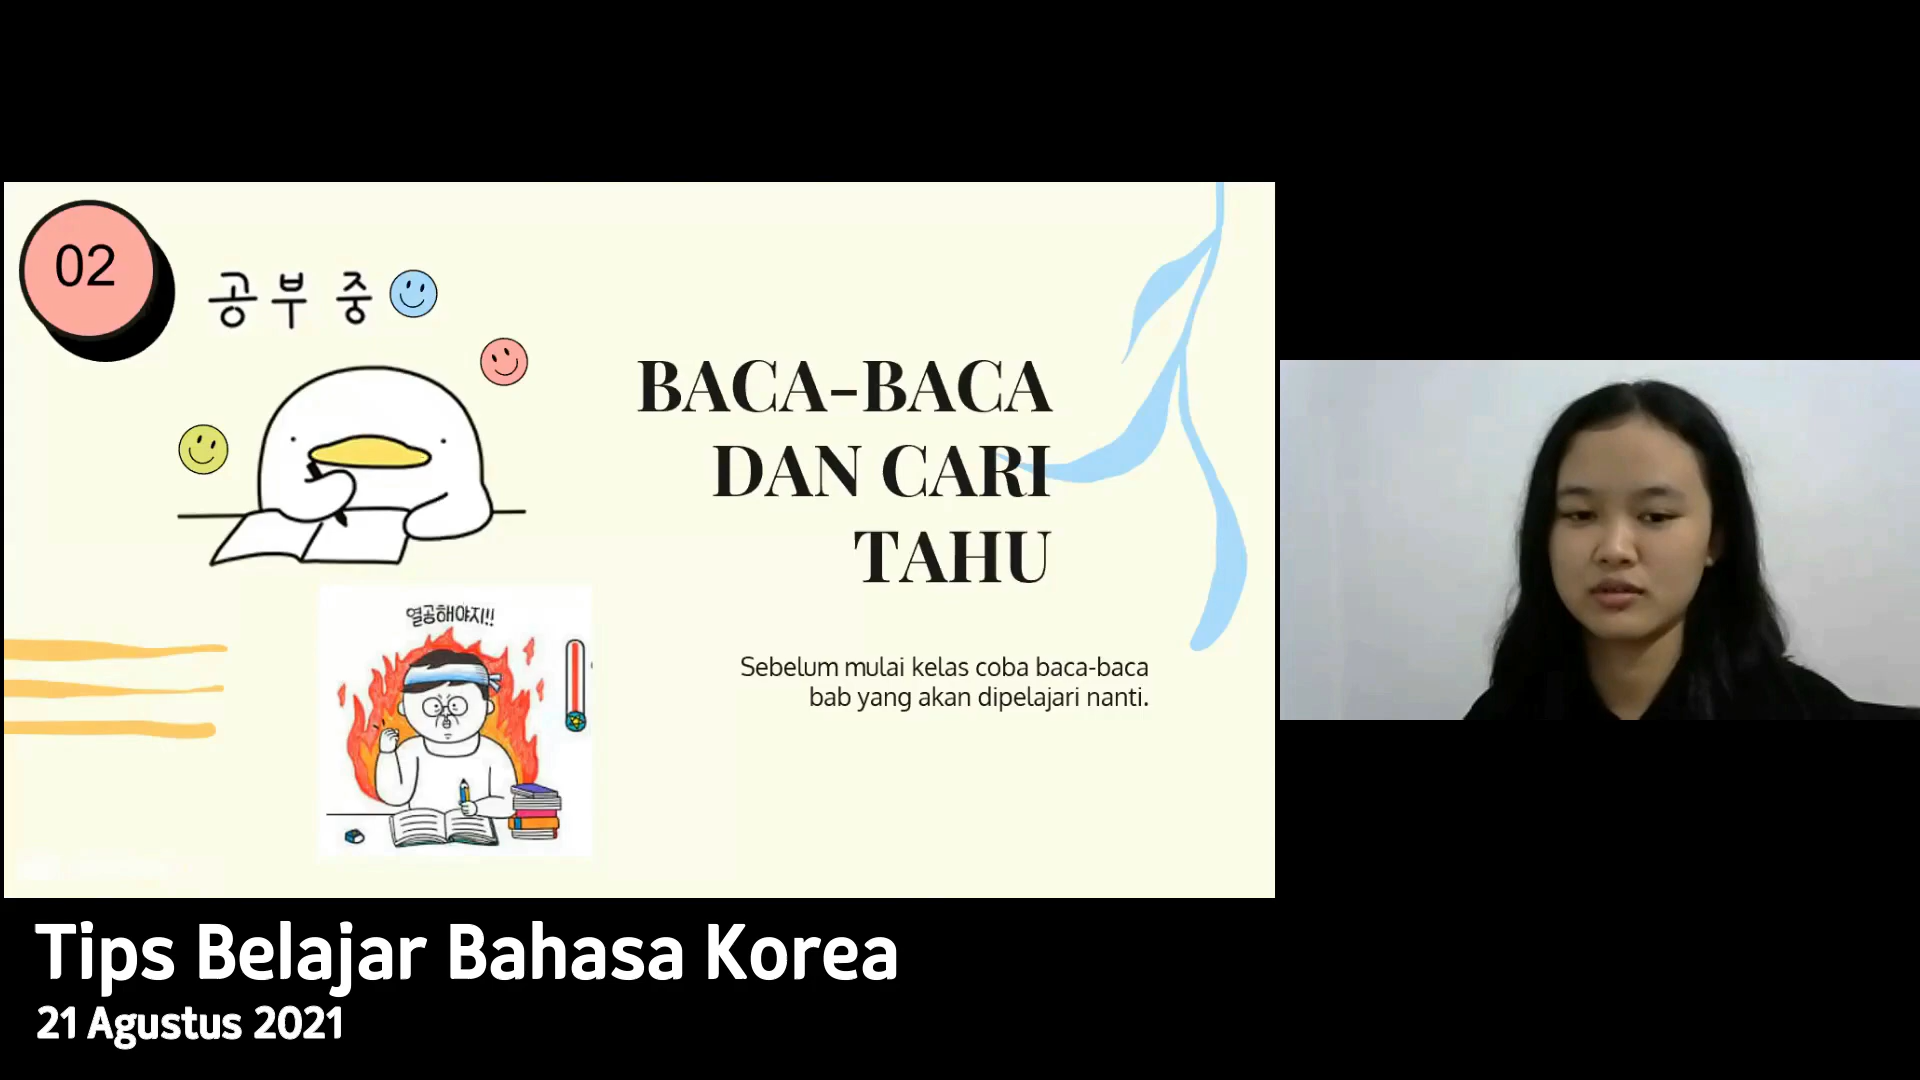 02
공부 중
BACA-BACA
DAN CARI
TAHU
열공해야지!!
Sebelum mulai kelas coba baca-baca
bab yang akan dipelajari nanti.
Tips Belajar Bahasa Korea
21 Agustus 2021